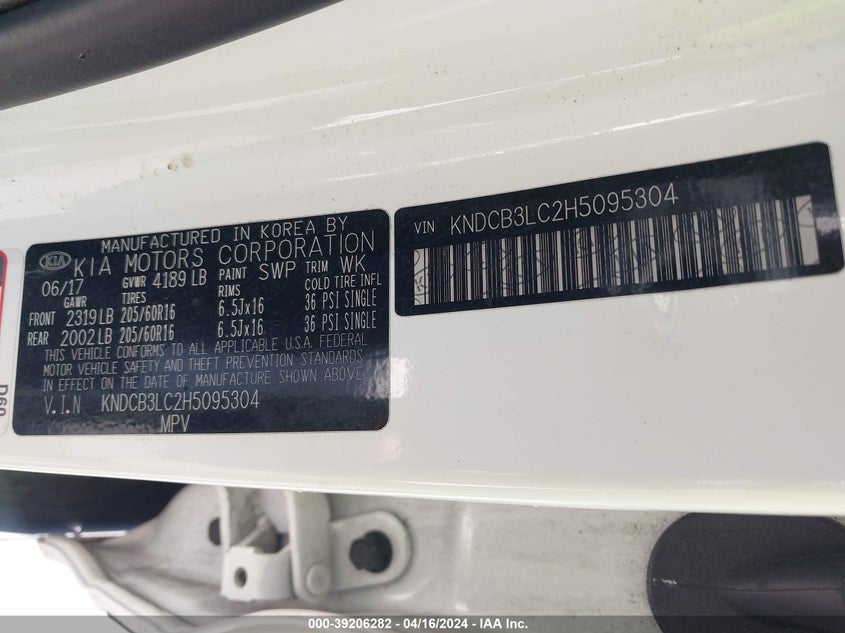 MANUFACTURED IN KOREA BY
KIA KIA MOTORS CORPORATION
06/17 GVWR 4189 LB PAINT SWP TRIM WK
GAWR TIRES RIMS COLD TIRE INFL
FRONT 2319 LB 205/60R16 6.5Jx16 36 PSI SINGLE
REAR 2002 LB 205/60R16 6.5Jx16 36 PSI SINGLE
THIS VEHICLE CONFORMS TO ALL APPLICABLE U.S.A. FEDERAL
MOTOR VEHICLE SAFETY AND THEFT PREVENTION STANDARDS
IN EFFECT ON THE DATE OF MANUFACTURE SHOWN ABOVE.
V.I.N KNDCB3LC2H5095304
MPV
VIN KNDCB3LC2H5095304
D60
000-39206282 - 04/16/2024 - IAA Inc.